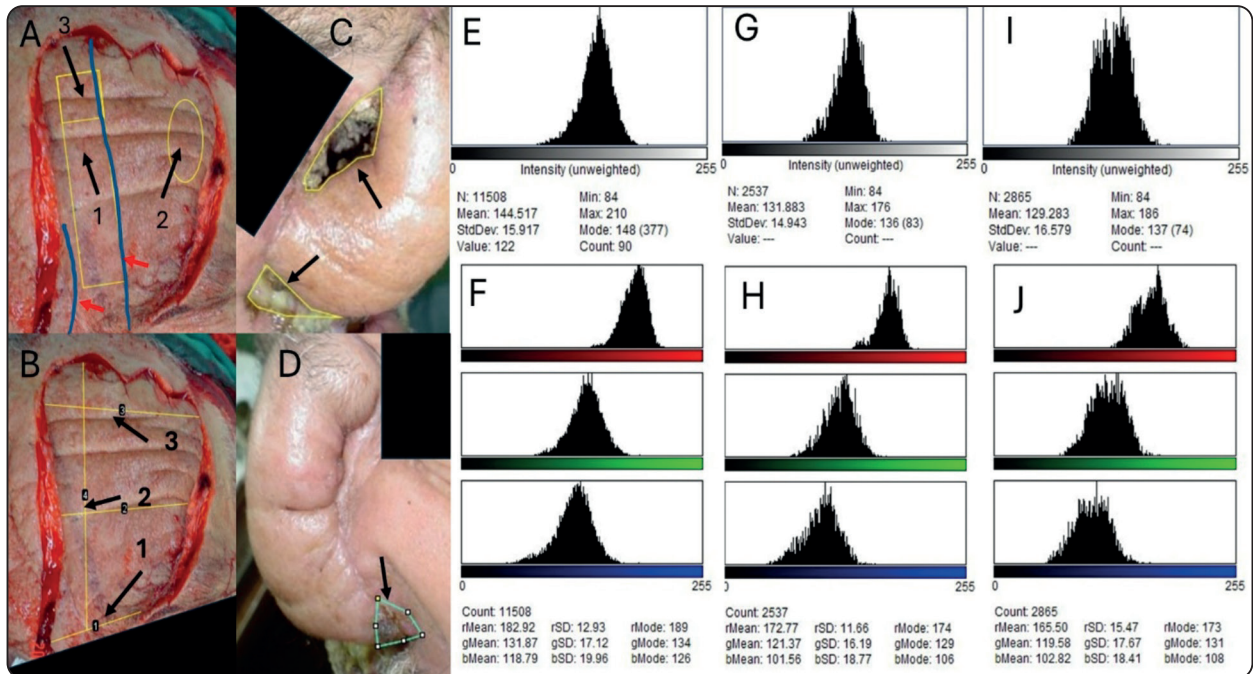 A
3
1
2
B
3
3
4
2
2
1
1
C
D
E
0
255
Intensity (unweighted)
N: 11508 Min: 84
Mean: 144.517 Max: 210
StdDev: 15.917 Mode: 148 (377)
Value: 122 Count: 90
F
0
255
Count: 11508
rMean: 182.92 rSD: 12.93 rMode: 189
gMean: 131.87 gSD: 17.12 gMode: 134
bMean: 118.79 bSD: 19.96 bMode: 126
G
Intensity (unweighted)
255
N: 2537 Min: 84
Mean: 131.883 Max: 176
StdDev: 14.943 Mode: 136 (83)
Value: --- Count: ---
H
0
255
Count: 2537
rMean: 172.77 rSD: 11.66 rMode: 174
gMean: 121.37 gSD: 16.19 gMode: 129
bMean: 101.56 bSD: 18.77 bMode: 106
I
0
Intensity (unweighted)
255
N: 2865 Min: 84
Mean: 129.283 Max: 186
StdDev: 16.579 Mode: 137 (74)
Value: --- Count: ---
J
0
255
Count: 2865
rMean: 165.50 rSD: 15.47 rMode: 173
gMean: 119.58 gSD: 17.67 gMode: 131
bMean: 102.82 bSD: 18.41 bMode: 108